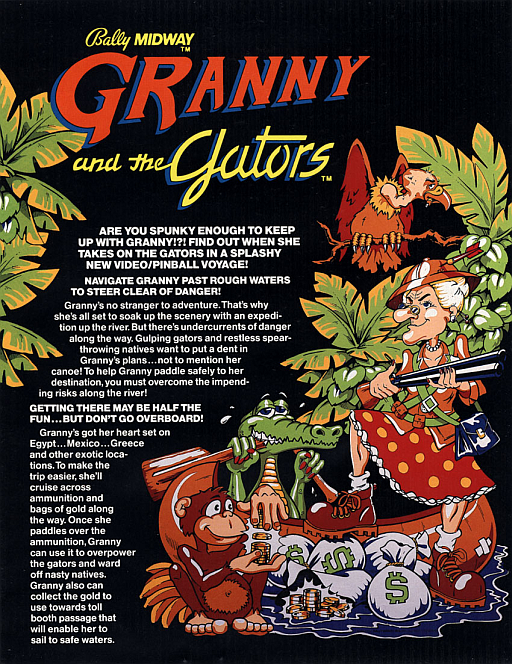 Bally MIDWAY
TM
GRANNY
and the Gators
TM
ARE YOU SPUNKY ENOUGH TO KEEP
UP WITH GRANNY!?! FIND OUT WHEN SHE
TAKES ON THE GATORS IN A SPLASHY
NEW VIDEO/PINBALL VOYAGE!
NAVIGATE GRANNY PAST ROUGH WATERS
TO STEER CLEAR OF DANGER!
Granny's no stranger to adventure. That's why
she's all set to soak up the scenery with an expedi-
tion up the river. But there's undercurrents of danger
along the way. Gulping gators and restless spear-
throwing natives want to put a dent in
Granny's plans...not to mention her
canoe! To help Granny paddle safely to her
destination, you must overcome the impend-
ing risks along the river!
GETTING THERE MAY BE HALF THE
FUN...BUT DON'T GO OVERBOARD!
Granny's got her heart set on
Egypt...Mexico...Greece
and other exotic loca-
tions. To make the
trip easier, she'll
cruise across
ammunition and
bags of gold along
the way. Once she
paddles over the
ammunition, Granny
can use it to overpower
the gators and ward
off nasty natives.
Granny also can
collect the gold to
use towards toll
booth passage that
will enable her to
sail to safe waters.
$
$
$